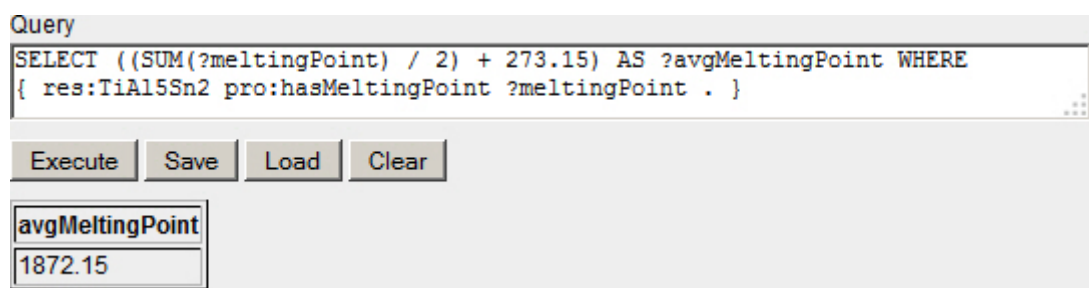 Query
SELECT ((SUM(?meltingPoint) / 2) + 273.15) AS ?avgMeltingPoint WHERE
{ res:TiAl5Sn2 pro:hasMeltingPoint ?meltingPoint . }
Execute Save Load Clear
avgMeltingPoint
1872.15